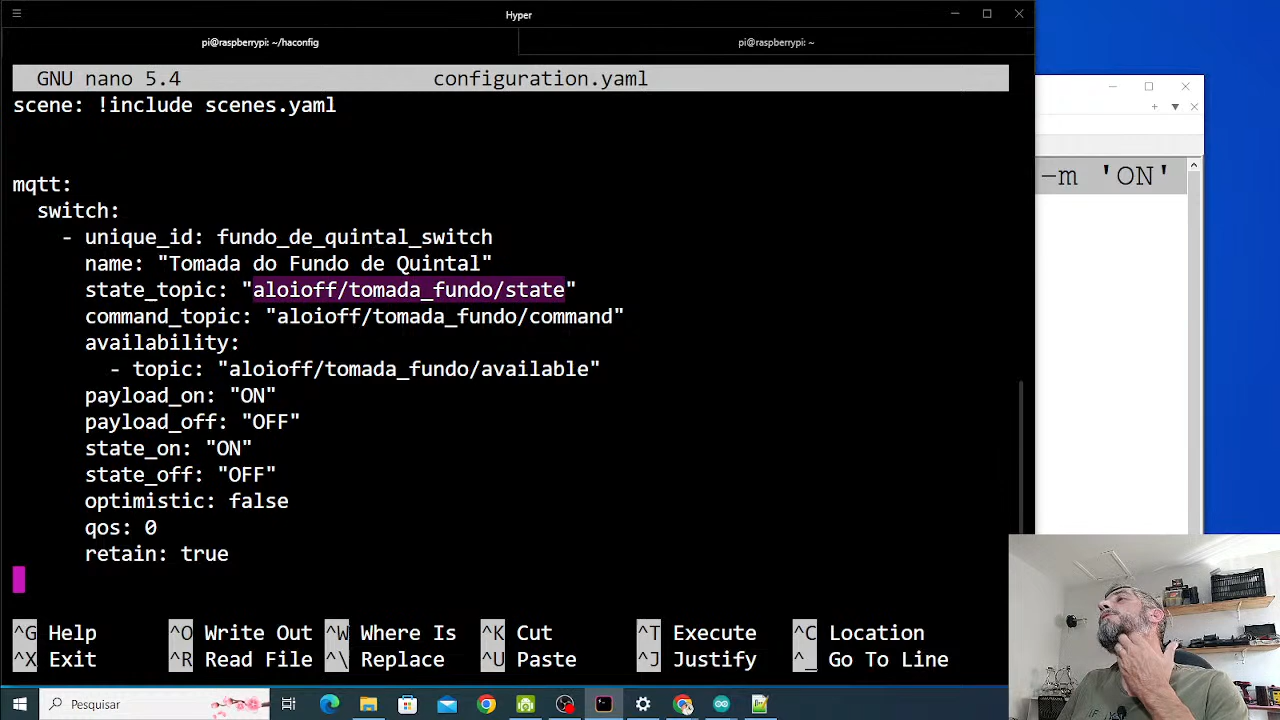 Hyper
pi@raspberrypi: ~/haconfig
pi@raspberrypi: ~
GNU nano 5.4 configuration.yaml
scene: !include scenes.yaml
-m 'ON'
mqtt:
switch:
- unique_id: fundo_de_quintal_switch
name: "Tomada do Fundo de Quintal"
state_topic: "aloioff/tomada_fundo/state"
command_topic: "aloioff/tomada_fundo/command"
availability:
- topic: "aloioff/tomada_fundo/available"
payload_on: "ON"
payload_off: "OFF"
state_on: "ON"
state_off: "OFF"
optimistic: false
qos: 0
retain: true
^G Help ^O Write Out ^W Where Is ^K Cut ^T Execute ^C Location
^X Exit ^R Read File ^\ Replace ^U Paste ^J Justify ^_ Go To Line
Pesquisar